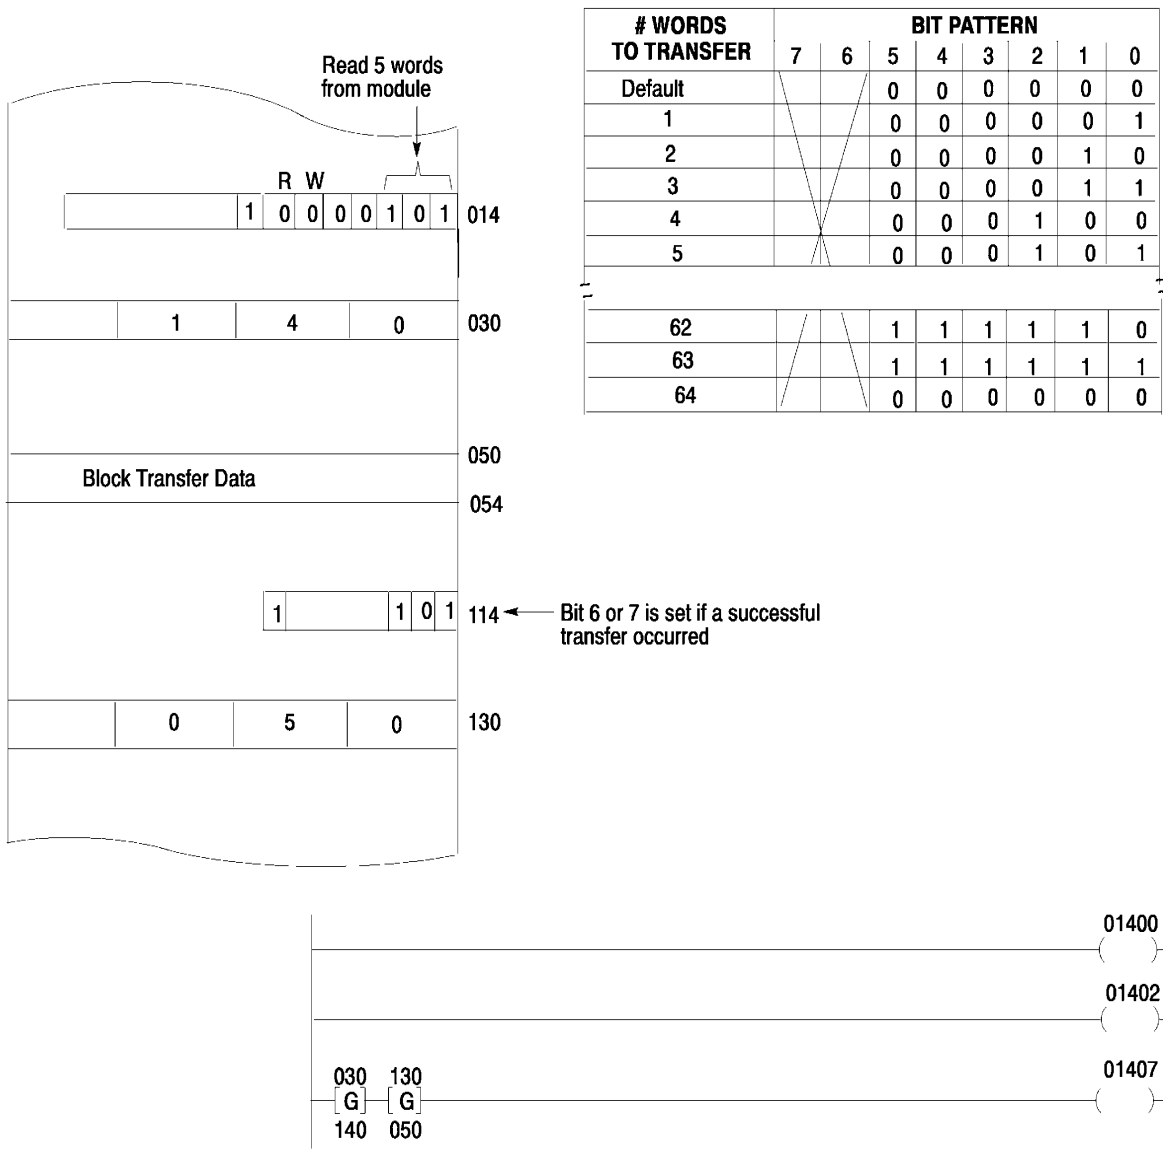 Read 5 words
from module
R W
1 0 0 0 0 1 0 1 014
1 4 0 030
050
Block Transfer Data
054
1 1 0 1 114
Bit 6 or 7 is set if a successful
transfer occurred
0 5 0 130
# WORDS
TO TRANSFER
BIT PATTERN
7 6 5 4 3 2 1 0
Default 0 0 0 0 0 0
1 0 0 0 0 0 1
2 0 0 0 0 1 0
3 0 0 0 0 1 1
4 0 0 0 1 0 0
5 0 0 0 1 0 1
62 1 1 1 1 1 0
63 1 1 1 1 1 1
64 0 0 0 0 0 0
01400
01402
030 130 01407
G G
140 050